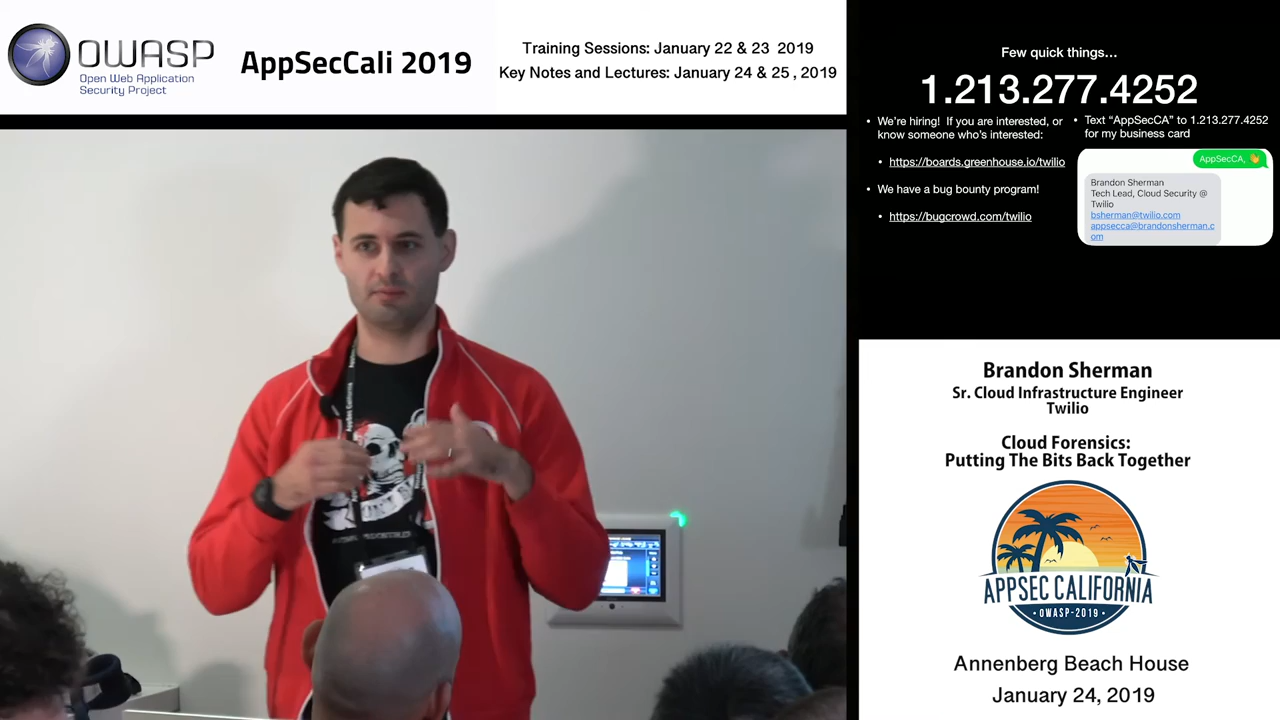 OWASP
Open Web Application
Security Project
AppSecCali 2019
Training Sessions: January 22 & 23 2019
Key Notes and Lectures: January 24 & 25 , 2019
Few quick things…
1.213.277.4252
• We're hiring! If you are interested, or
know someone who's interested:
• https://boards.greenhouse.io/twilio
• We have a bug bounty program!
• https://bugcrowd.com/twilio
• Text “AppSecCA” to 1.213.277.4252
for my business card
AppSecCA, 👋
Brandon Sherman
Tech Lead, Cloud Security @
Twilio
bsherman@twilio.com
appsecca@brandonsherman.c
om
Brandon Sherman
Sr. Cloud Infrastructure Engineer
Twilio
Cloud Forensics:
Putting The Bits Back Together
APPSEC CALIFORNIA
• OWASP-2019 •
Annenberg Beach House
January 24, 2019